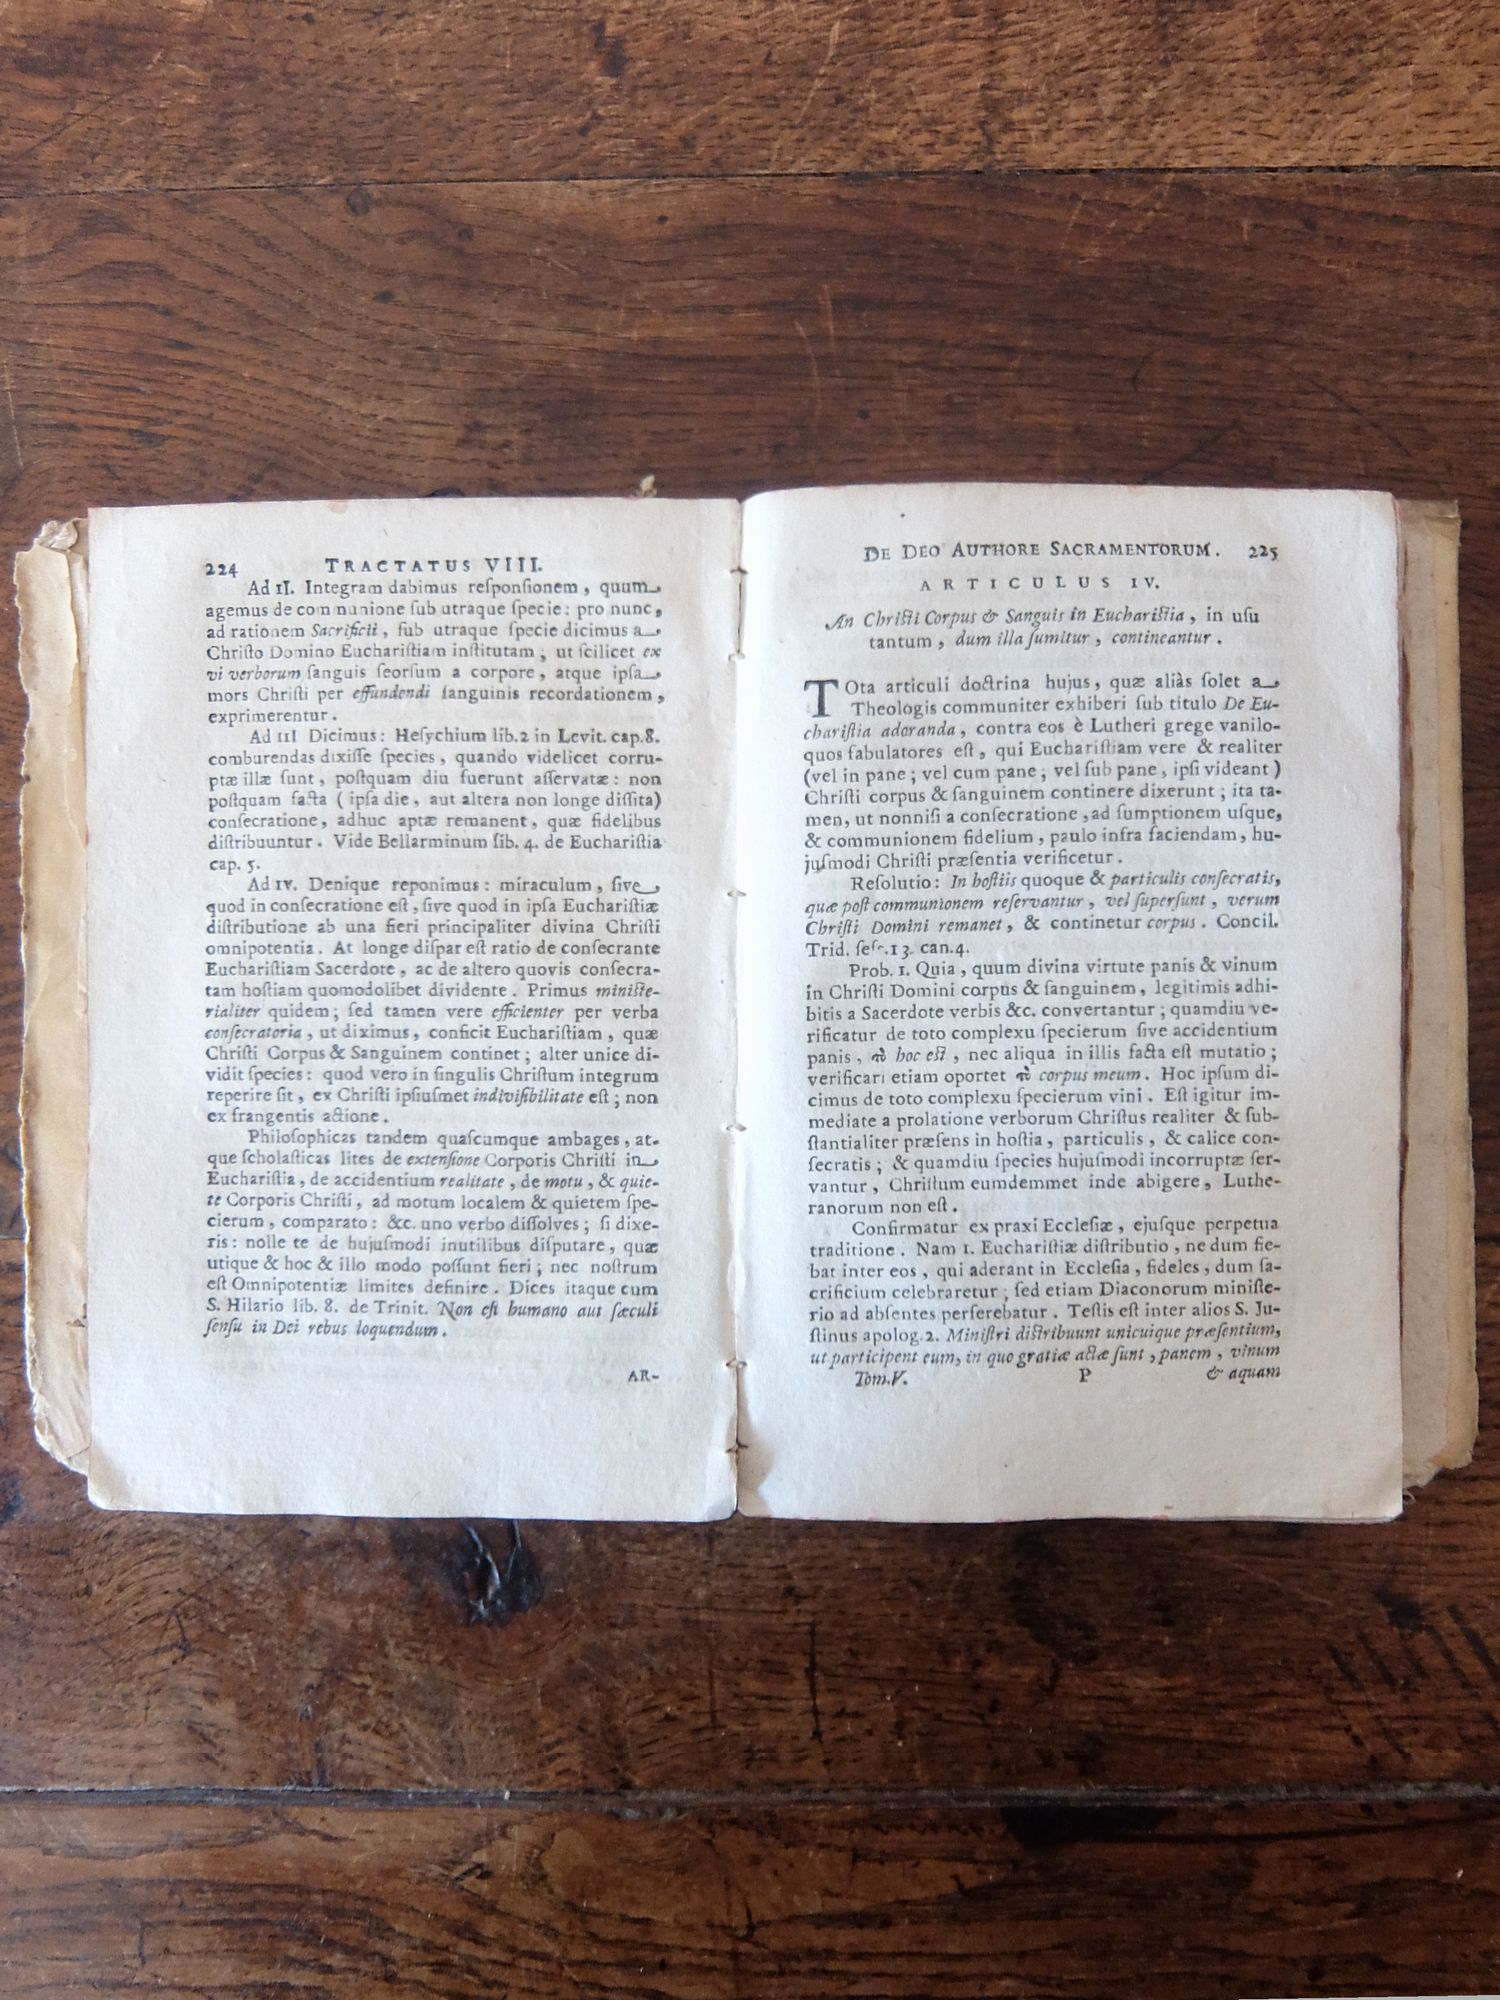 224 TRACTATUS VIII.
Ad II. Integram dabimus reſponſionem, quum
agemus de communione ſub utraque ſpecie: pro nunc,
ad rationem Sacrificii, ſub utraque ſpecie dicimus a
Chriſto Domino Euchariſtiam inſtitutam; ut ſcilicet ex
vi verborum ſanguis ſeorſum a corpore, atque ipſa
mors Chriſti per effundendi ſanguinis recordationem,
exprimerentur.
Ad III Dicimus: Heſychium lib.2 in Levit. cap.8.
comburendas dixiſſe ſpecies, quando videlicet corru-
ptæ illæ ſunt, poſtquam diu fuerunt aſſervatæ: non
poſtquam facta (ipſa die, aut altera non longe diſſita)
conſecratione, adhuc aptæ remanent, quæ fidelibus
diſtribuuntur. Vide Bellarminum ſib. 4. de Euchariſtia
cap. 5.
Ad IV. Denique reponimus: miraculum, ſive
quod in conſecratione eſt, ſive quod in ipſa Euchariſtiæ
diſtributione ab una fieri principaliter divina Chriſti
omnipotentia. At longe diſpar eſt ratio de conſecrante
Euchariſtiam Sacerdote, ac de altero quovis conſecra-
tam hoſtiam quomodolibet dividente. Primus miniſte-
rialiter quidem; ſed tamen vere efficienter per verba
conſecratoria, ut diximus, conficit Euchariſtiam, quæ
Chriſti Corpus & Sanguinem continet; alter unice di-
vidit ſpecies: quod vero in ſingulis Chriſtum integrum
reperire ſit, ex Chriſti ipſiuſmet indiviſibilitate eſt; non
ex frangentis actione.
Philoſophicas tandem quaſcumque ambages, at-
que ſcholaſticas lites de extenſione Corporis Chriſti in
Euchariſtia, de accidentium realitate, de motu, & quie-
te Corporis Chriſti, ad motum localem & quietem ſpe-
cierum, comparato: &c. uno verbo diſſolves; ſi dixe-
ris: nolle te de hujuſmodi inutilibus diſputare, quæ
utique & hoc & illo modo poſſunt fieri; nec noſtrum
eſt Omnipotentiæ limites definire. Dices itaque cum
S. Hilario lib. 8. de Trinit. Non eſt humano aut ſæculi
ſenſu in Dei rebus loquendum.
AR-
DE DEO AUTHORE SACRAMENTORUM. 225
ARTICULUS IV.
An Chriſti Corpus & Sanguis in Euchariſtia, in uſu
tantum, dum illa ſumitur, contineantur.
TOta articuli doctrina hujus, quæ aliàs ſolet a
Theologis communiter exhiberi ſub titulo De Eu-
chariſtia adoranda, contra eos è Lutheri grege vanilo-
quos fabulatores eſt, qui Euchariſtiam vere & realiter
(vel in pane; vel cum pane; vel ſub pane, ipſi videant)
Chriſti corpus & ſanguinem continere dixerunt; ita ta-
men, ut nonniſi a conſecratione, ad ſumptionem uſque,
& communionem fidelium, paulo infra faciendam, hu-
juſmodi Chriſti præſentia verificetur.
Reſolutio: In hoſtiis quoque & particulis conſecratis,
quæ poſt communionem reſervantur, vel ſuperſunt, verum
Chriſti Domini remanet, & continetur corpus. Concil.
Trid. ſeſſ.13. can.4.
Prob. 1. Quia, quum divina virtute panis & vinum
in Chriſti Domini corpus & ſanguinem, legitimis adhi-
bitis a Sacerdote verbis &c. convertantur; quamdiu ve-
rificatur de toto complexu ſpecierum ſive accidentium
panis, τὸ hoc eſt, nec aliqua in illis facta eſt mutatio;
verificari etiam oportet τὸ corpus meum. Hoc ipſum di-
cimus de toto complexu ſpecierum vini. Eſt igitur im-
mediate a prolatione verborum Chriſtus realiter & ſub-
ſtantialiter præſens in hoſtia, particulis, & calice con-
ſecratis; & quamdiu ſpecies hujuſmodi incorruptæ ſer-
vantur, Chriſtum eumdemmet inde abigere, Luthe-
ranorum non eſt.
Confirmatur ex praxi Eccleſiæ, ejuſque perpetua
traditione. Nam 1. Euchariſtiæ diſtributio, ne dum fie-
bat inter eos, qui aderant in Eccleſia, fideles, dum ſa-
crificium celebraretur; ſed etiam Diaconorum miniſte-
rio ad abſentes perferebatur. Teſtis eſt inter alios S. Ju-
ſtinus apolog.2. Miniſtri diſtribuunt unicuique præſentium,
ut participent eum, in quo gratiæ actæ ſunt, panem, vinum
Tom.V. P & aquam